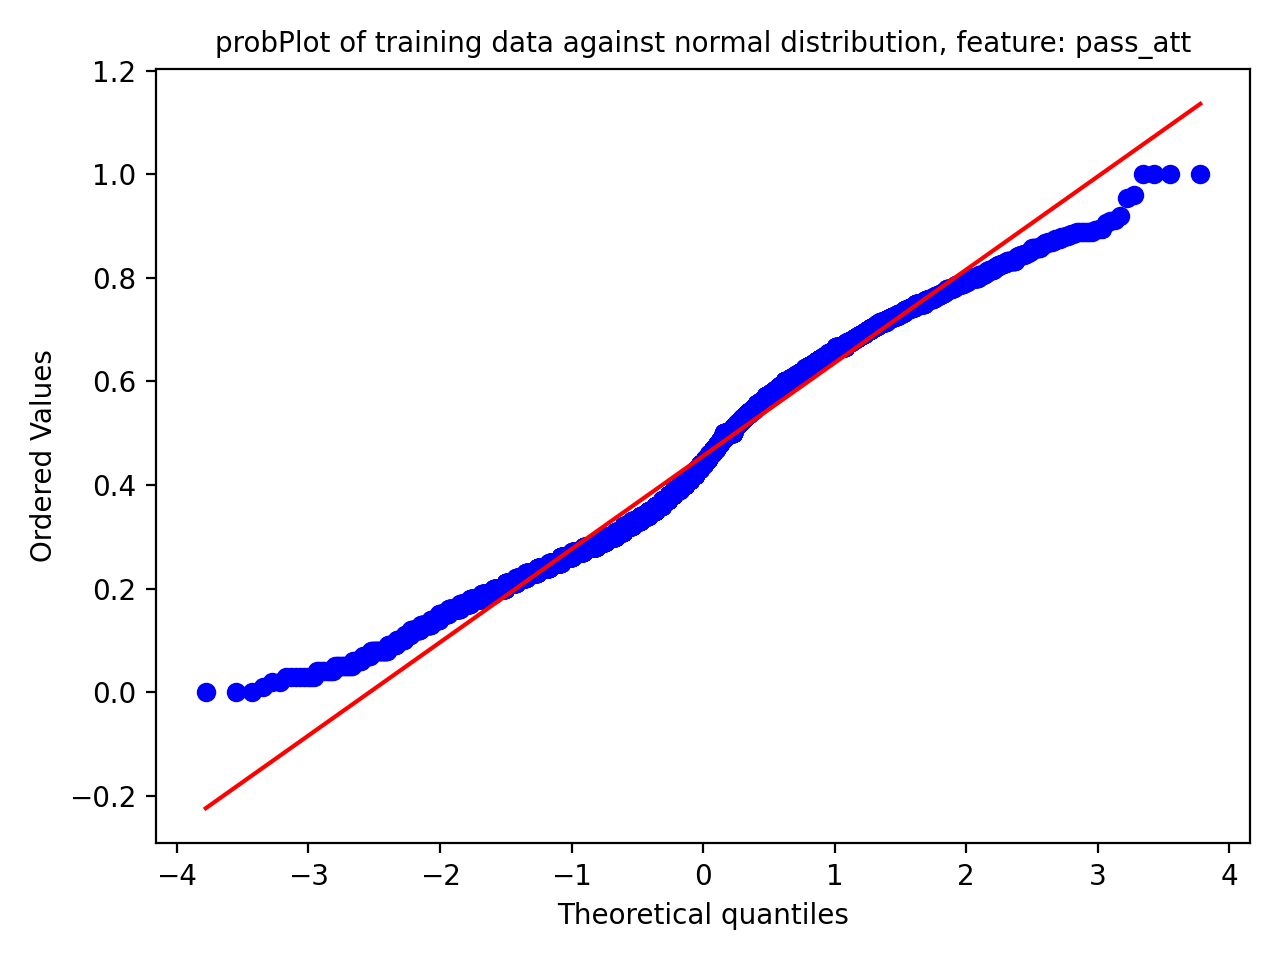 probPlot of training data against normal distribution, feature: pass_att
1.2
1.0
0.8
0.6
0.4
0.2
0.0
−0.2
Ordered Values
−4 −3 −2 −1 0 1 2 3 4
Theoretical quantiles